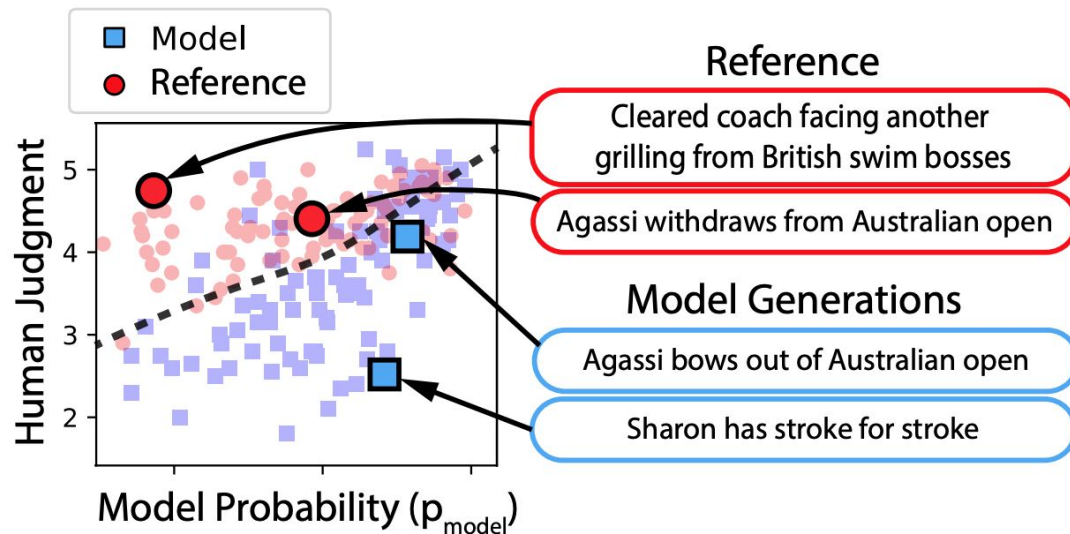 Model
Reference
Reference
Cleared coach facing another
grilling from British swim bosses
Agassi withdraws from Australian open
Model Generations
Agassi bows out of Australian open
Sharon has stroke for stroke
Human Judgment
5
4
3
2
Model Probability (p_model)